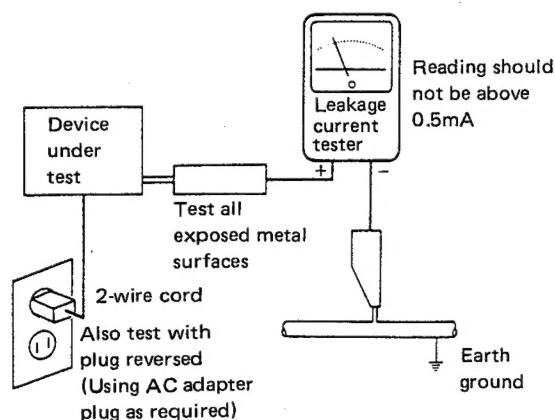 Device
under
test
Leakage
current
tester
+ -
Reading should
not be above
0.5mA
Test all
exposed metal
surfaces
2-wire cord
Also test with
plug reversed
(Using AC adapter
plug as required)
Earth
ground